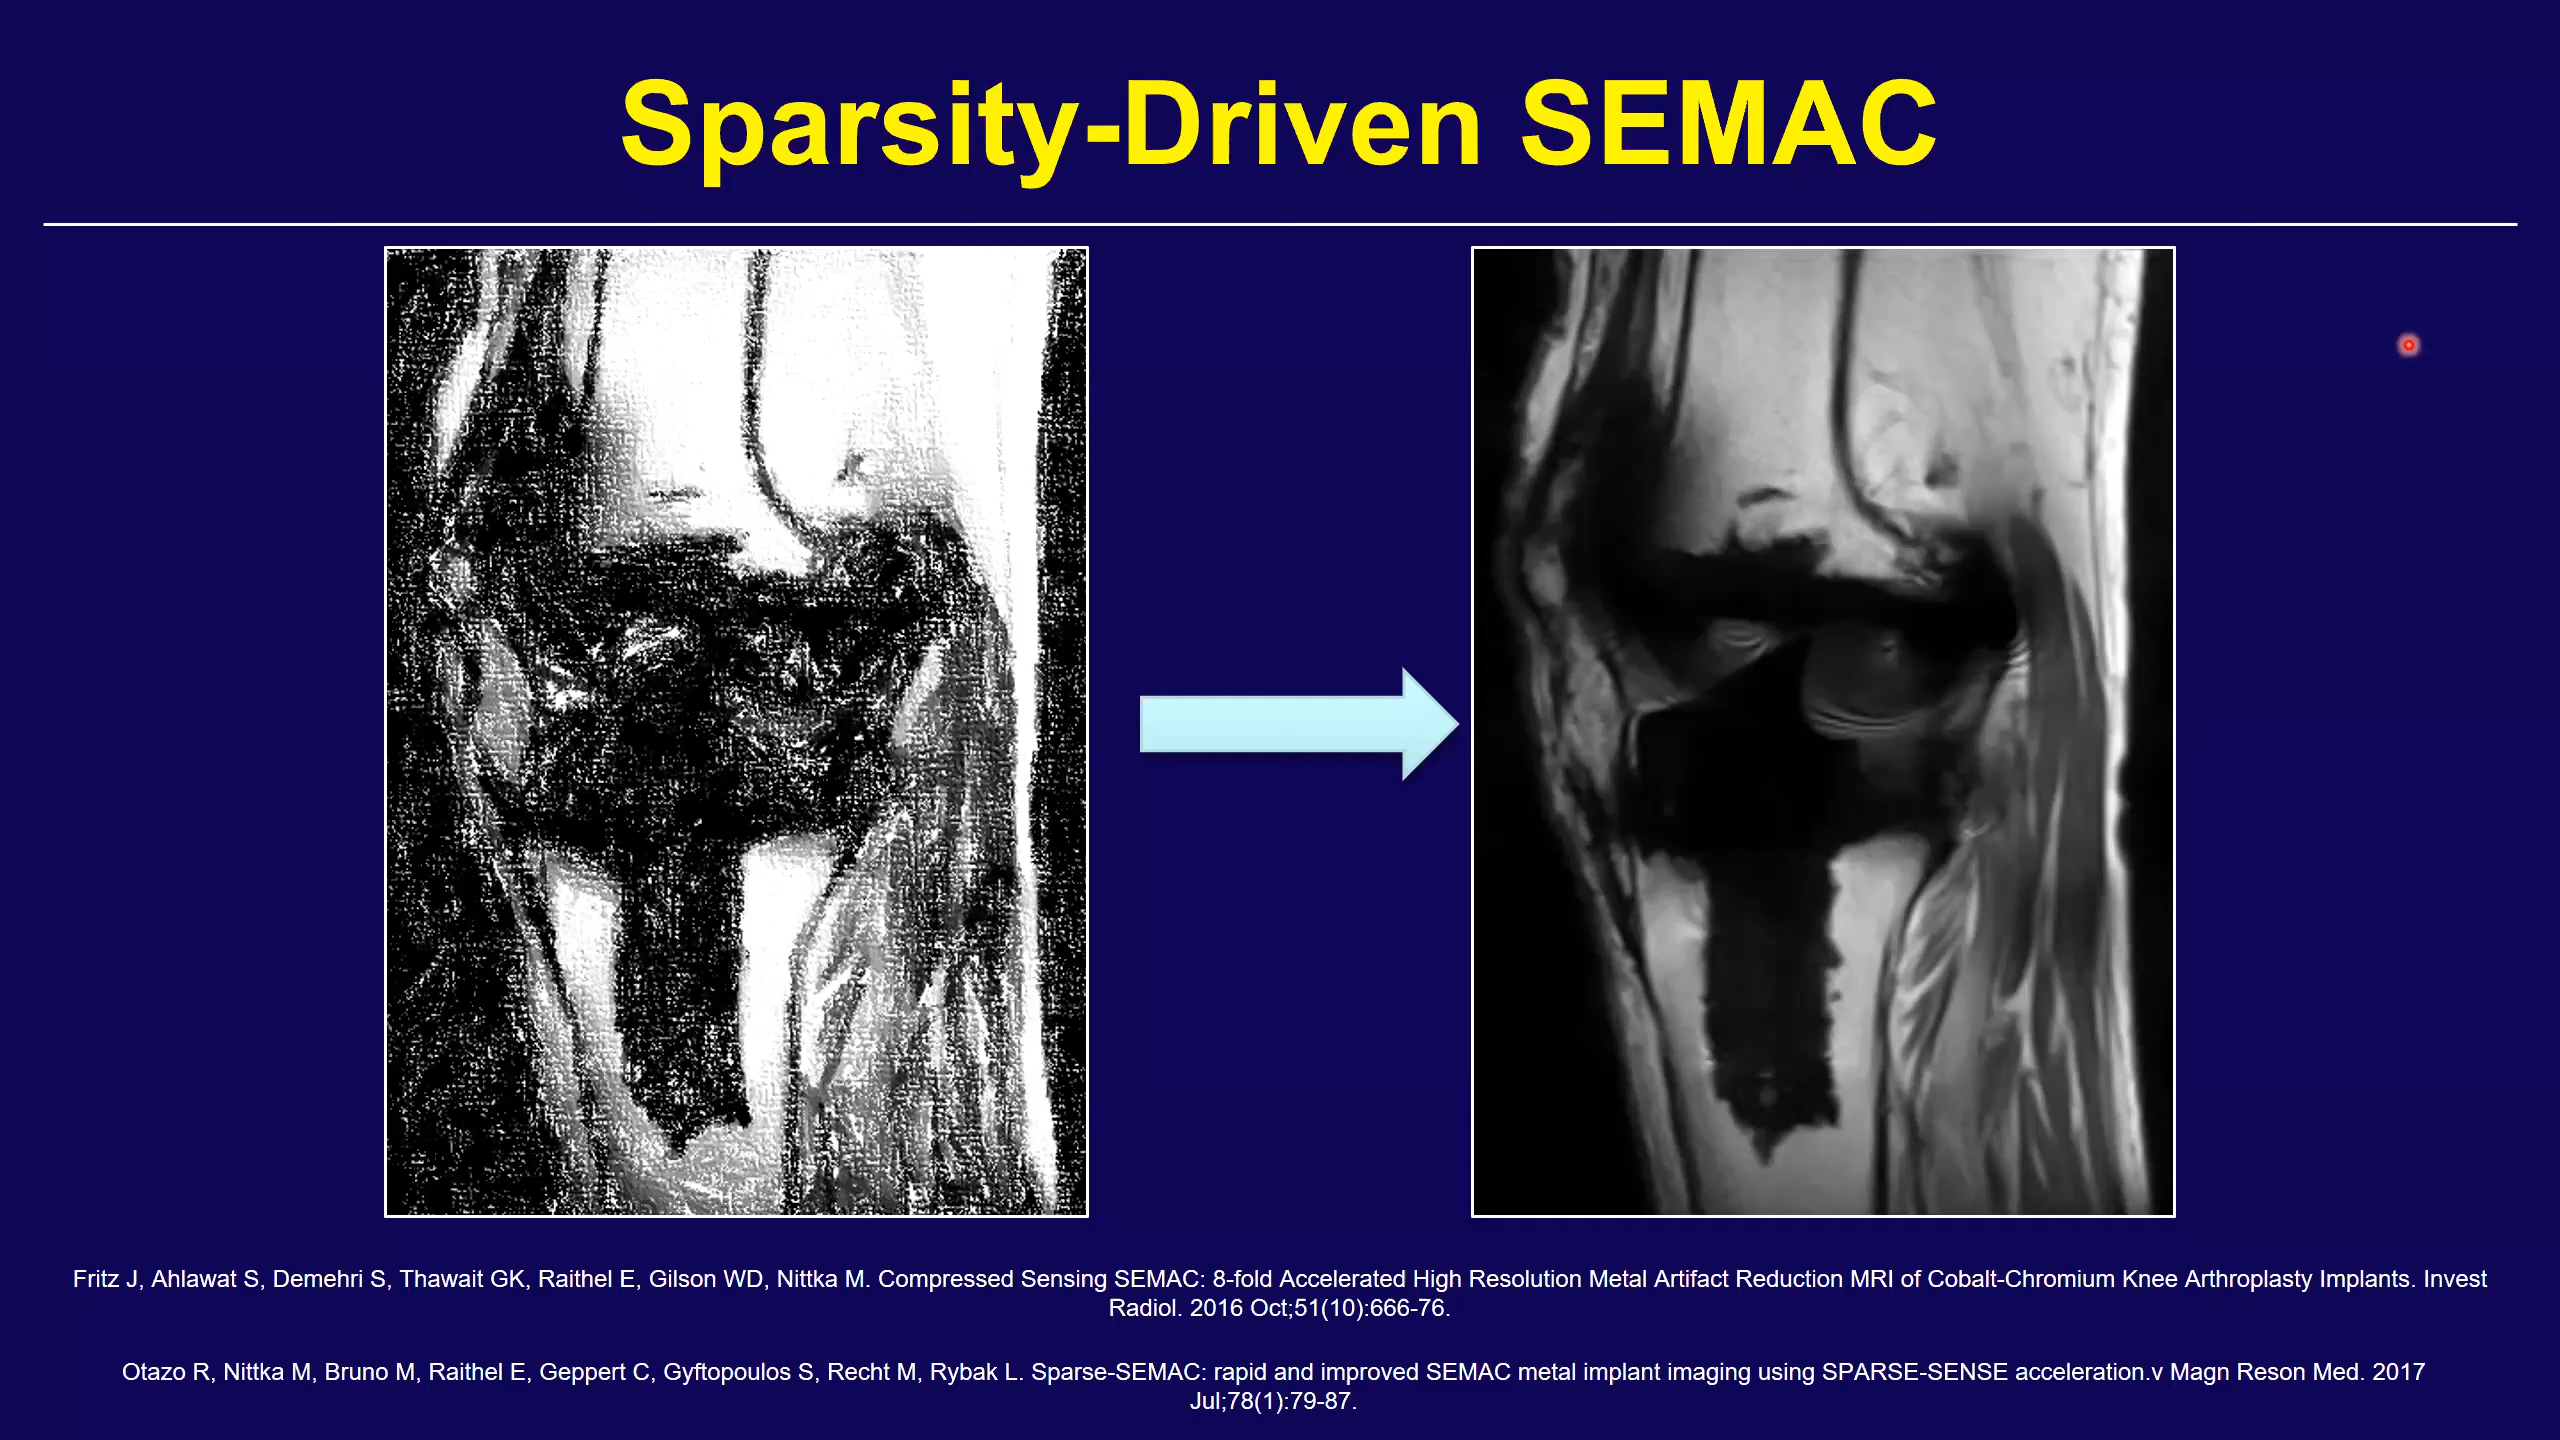 Sparsity-Driven SEMAC
Fritz J, Ahlawat S, Demehri S, Thawait GK, Raithel E, Gilson WD, Nittka M. Compressed Sensing SEMAC: 8-fold Accelerated High Resolution Metal Artifact Reduction MRI of Cobalt-Chromium Knee Arthroplasty Implants. Invest
Radiol. 2016 Oct;51(10):666-76.
Otazo R, Nittka M, Bruno M, Raithel E, Geppert C, Gyftopoulos S, Recht M, Rybak L. Sparse-SEMAC: rapid and improved SEMAC metal implant imaging using SPARSE-SENSE acceleration.v Magn Reson Med. 2017
Jul;78(1):79-87.